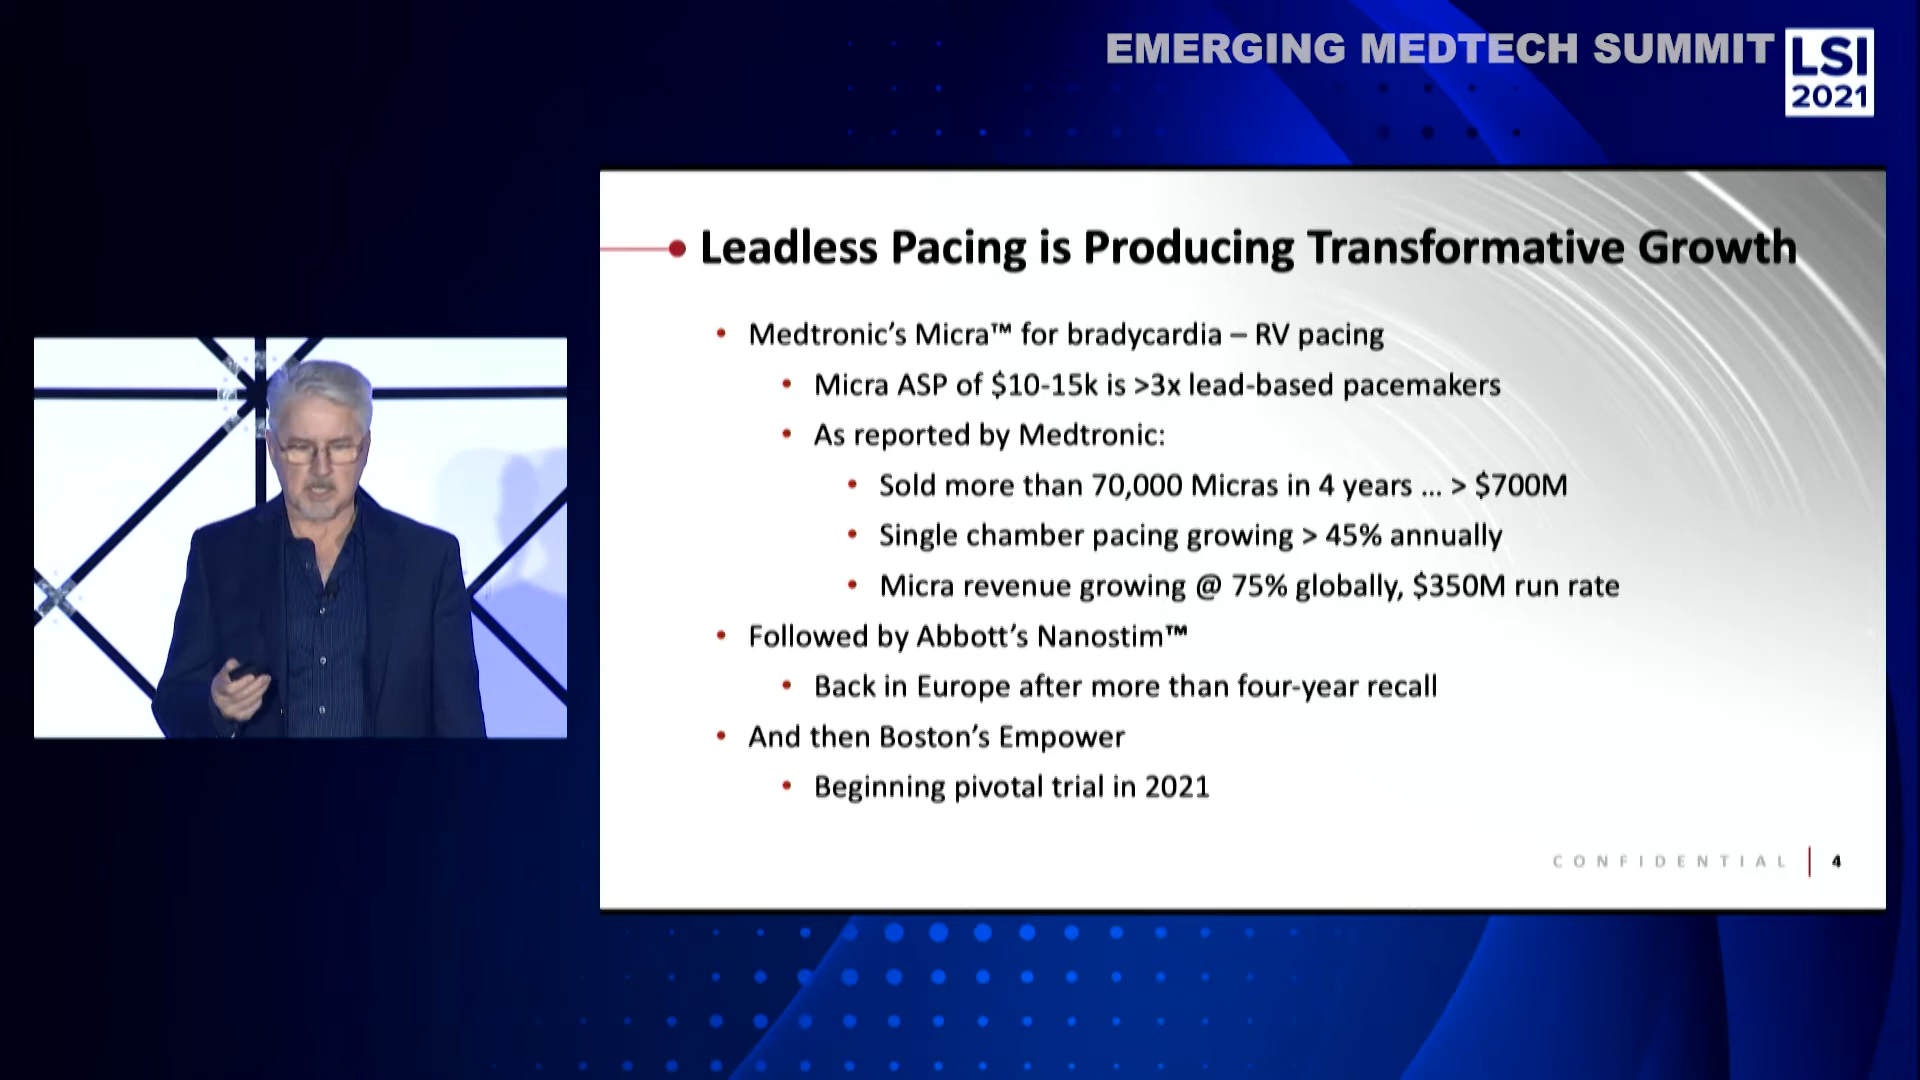 EMERGING MEDTECH SUMMIT
LSI
2021
Leadless Pacing is Producing Transformative Growth
• Medtronic's Micra™ for bradycardia – RV pacing
• Micra ASP of $10-15k is >3x lead-based pacemakers
• As reported by Medtronic:
• Sold more than 70,000 Micras in 4 years ... > $700M
• Single chamber pacing growing > 45% annually
• Micra revenue growing @ 75% globally, $350M run rate
• Followed by Abbott's Nanostim™
• Back in Europe after more than four-year recall
• And then Boston's Empower
• Beginning pivotal trial in 2021
CONFIDENTIAL | 4